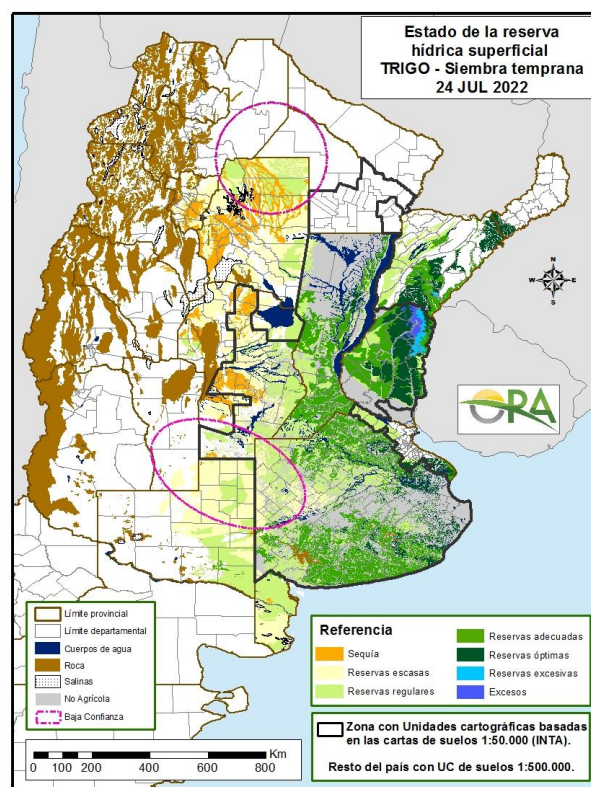 Estado de la reserva
hídrica superficial
TRIGO - Siembra temprana
24 JUL 2022
N
W
E
S
ORA
Límite provincial
Límite departamental
Cuerpos de agua
Roca
Salinas
No Agrícola
Baja Confianza
Referencia
Sequía
Reservas escasas
Reservas regulares
Reservas adecuadas
Reservas óptimas
Reservas excesivas
Excesos
Zona con Unidades cartográficas basadas
en las cartas de suelos 1:50.000 (INTA).
Resto del país con UC de suelos 1:500.000.
Km
0 100 200 400 600 800